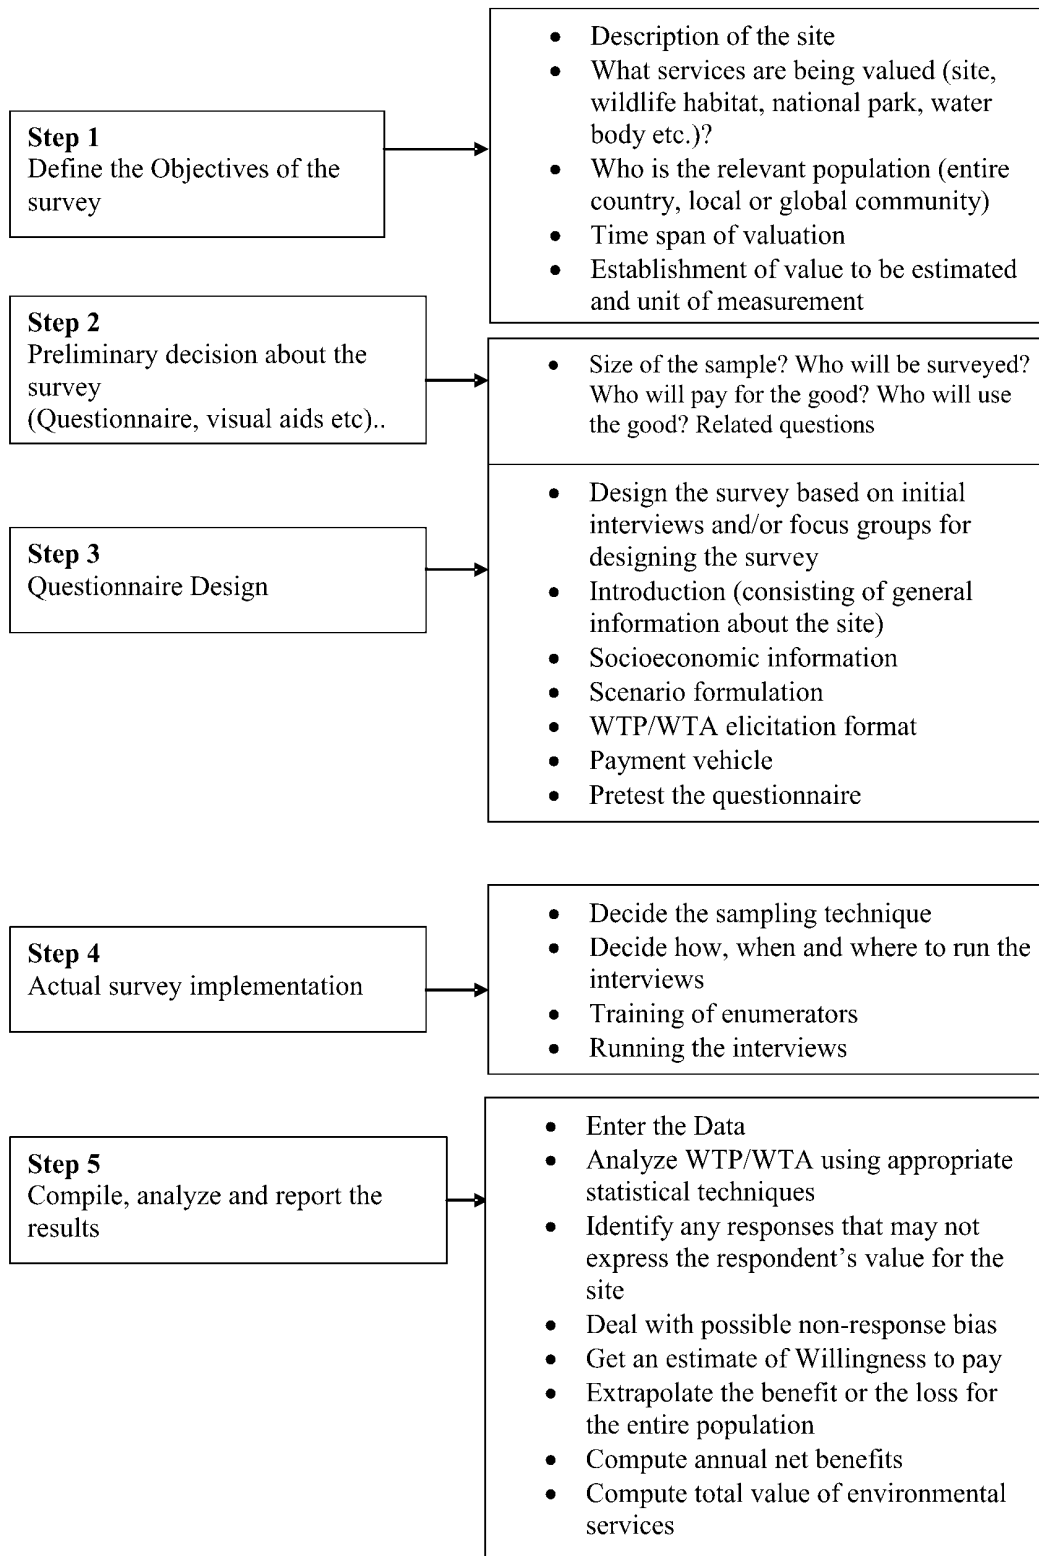 Step 1
Define the Objectives of the
survey
• Description of the site
• What services are being valued (site,
wildlife habitat, national park, water
body etc.)?
• Who is the relevant population (entire
country, local or global community)
• Time span of valuation
• Establishment of value to be estimated
and unit of measurement
Step 2
Preliminary decision about the
survey
(Questionnaire, visual aids etc)..
• Size of the sample? Who will be surveyed?
Who will pay for the good? Who will use
the good? Related questions
Step 3
Questionnaire Design
• Design the survey based on initial
interviews and/or focus groups for
designing the survey
• Introduction (consisting of general
information about the site)
• Socioeconomic information
• Scenario formulation
• WTP/WTA elicitation format
• Payment vehicle
• Pretest the questionnaire
Step 4
Actual survey implementation
• Decide the sampling technique
• Decide how, when and where to run the
interviews
• Training of enumerators
• Running the interviews
Step 5
Compile, analyze and report the
results
• Enter the Data
• Analyze WTP/WTA using appropriate
statistical techniques
• Identify any responses that may not
express the respondent's value for the
site
• Deal with possible non-response bias
• Get an estimate of Willingness to pay
• Extrapolate the benefit or the loss for
the entire population
• Compute annual net benefits
• Compute total value of environmental
services